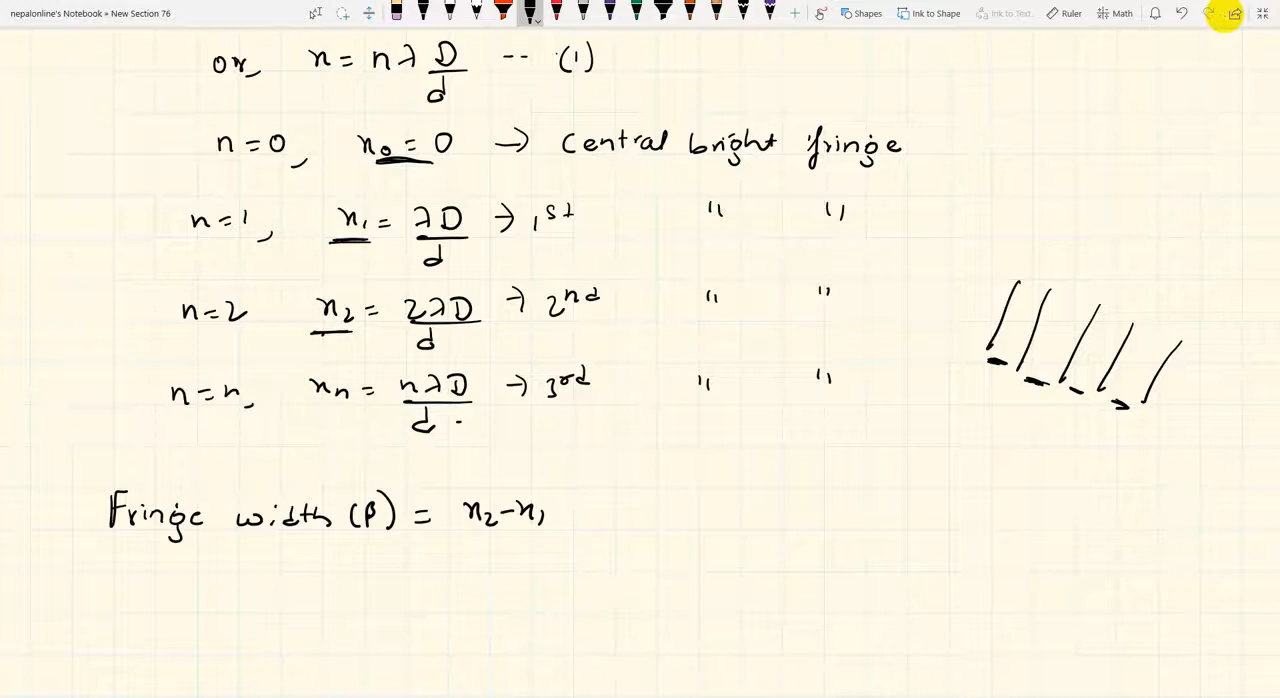 nepalonline's Notebook » New Section 76
Shapes Ink to Shape Ink to Text Ruler Math
or, x = nλ D/d -- (1)
n = 0, x₀ = 0 → Central bright fringe
n = 1, x₁ = λD/d → 1st " "
n = 2 x₂ = 2λD/d → 2nd " "
n = n, xₙ = nλD/d → 3rd " "
Fringe width (β) = x₂ - x₁